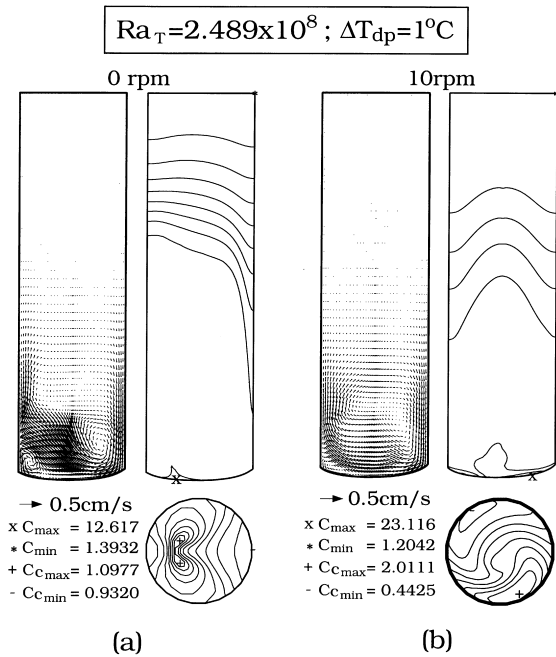 Ra_T=2.489x10^8 ; ΔT_dp=1°C
0 rpm
10rpm
x
x
0.5cm/s
x C_max = 12.617
* C_min = 1.3932
+ Cc_max = 1.0977
- Cc_min = 0.9320
0.5cm/s
x C_max = 23.116
* C_min = 1.2042
+ Cc_max = 2.0111
- Cc_min = 0.4425
+
(a)
(b)